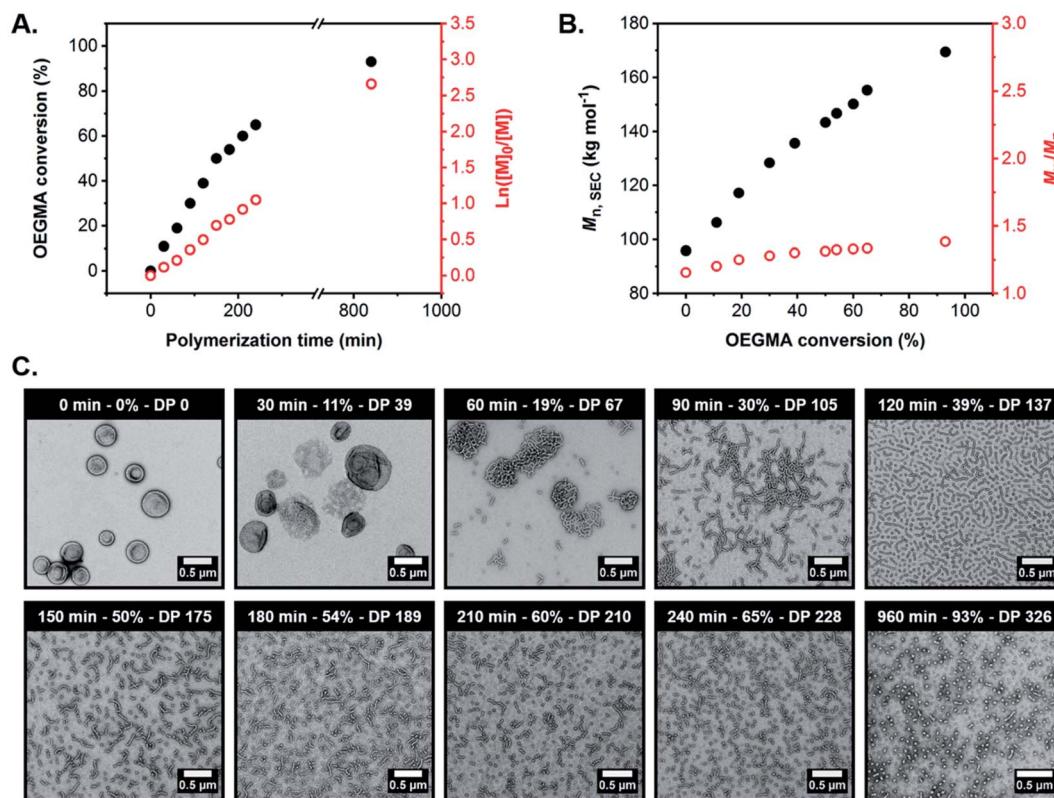 A.
100
80
60
40
20
0
OEGMA conversion (%)
3.5
3.0
2.5
2.0
1.5
1.0
0.5
0.0
Ln([M]₀/[M])
0 200 800 1000
Polymerization time (min)
B.
180
160
140
120
100
80
Mₙ, SEC (kg mol⁻¹)
3.0
2.5
2.0
1.5
1.0
0 20 40 60 80 100
OEGMA conversion (%)
C.
0 min - 0% - DP 0
0.5 µm
30 min - 11% - DP 39
0.5 µm
60 min - 19% - DP 67
0.5 µm
90 min - 30% - DP 105
0.5 µm
120 min - 39% - DP 137
0.5 µm
150 min - 50% - DP 175
0.5 µm
180 min - 54% - DP 189
0.5 µm
210 min - 60% - DP 210
0.5 µm
240 min - 65% - DP 228
0.5 µm
960 min - 93% - DP 326
0.5 µm